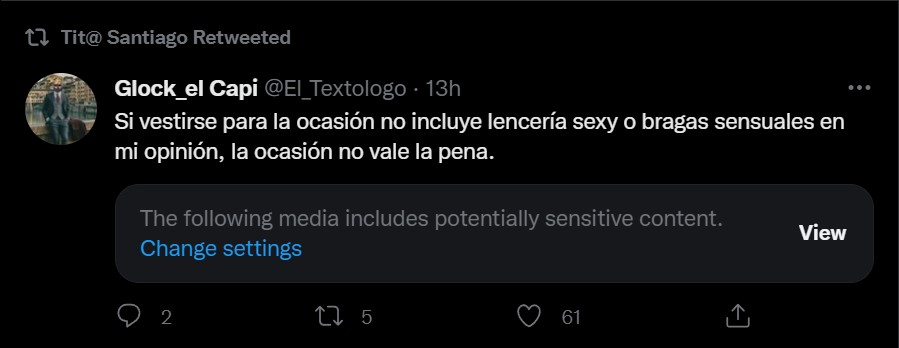 Tit@ Santiago Retweeted
Glock_el Capi @El_Textologo · 13h
Si vestirse para la ocasión no incluye lencería sexy o bragas sensuales en
mi opinión, la ocasión no vale la pena.
The following media includes potentially sensitive content.
Change settings
View
2 5 61